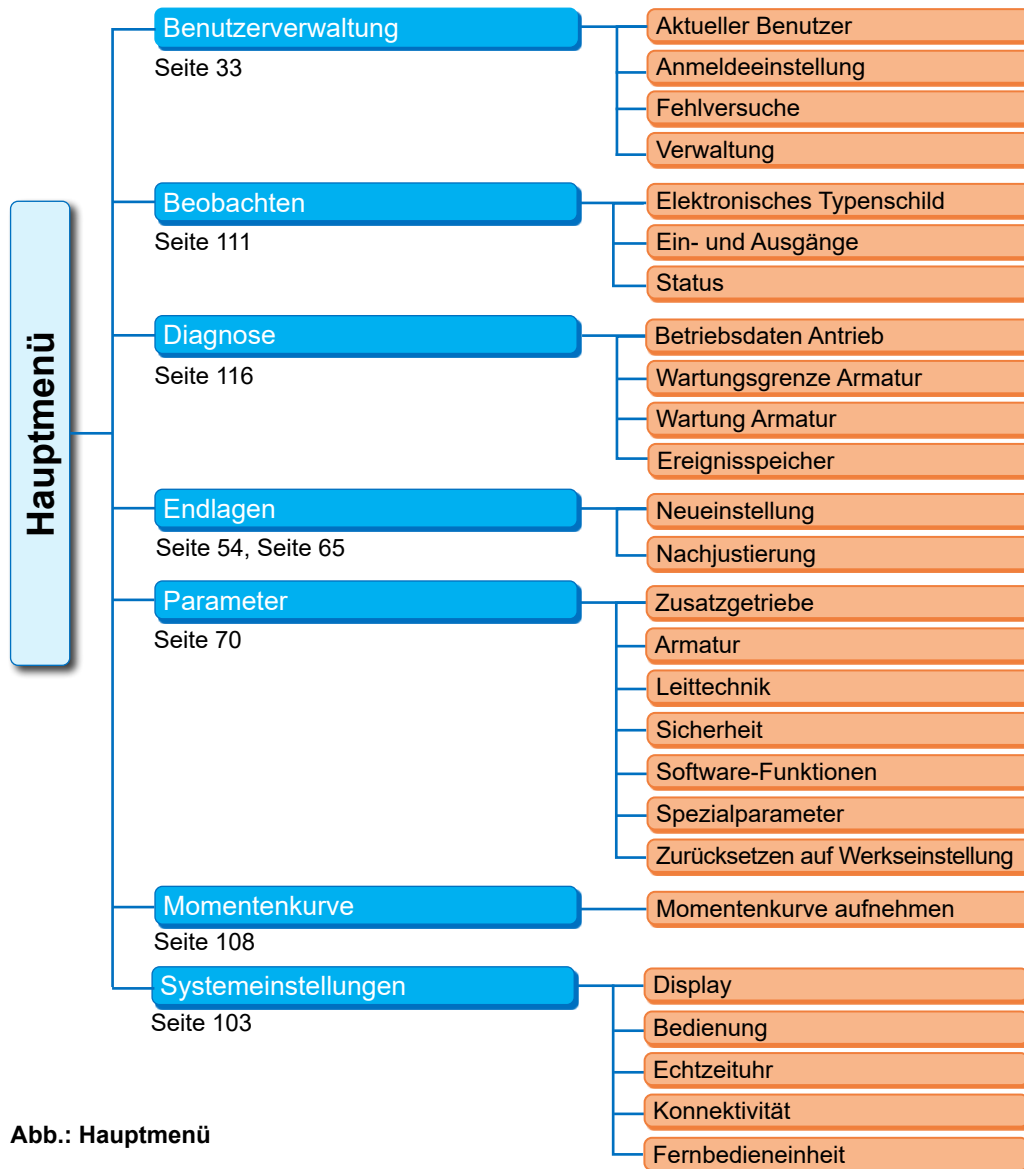 Hauptmenü
Benutzerverwaltung
Seite 33
Aktueller Benutzer
Anmeldeeinstellung
Fehlversuche
Verwaltung
Beobachten
Seite 111
Elektronisches Typenschild
Ein- und Ausgänge
Status
Diagnose
Seite 116
Betriebsdaten Antrieb
Wartungsgrenze Armatur
Wartung Armatur
Ereignisspeicher
Endlagen
Seite 54, Seite 65
Neueinstellung
Nachjustierung
Parameter
Seite 70
Zusatzgetriebe
Armatur
Leittechnik
Sicherheit
Software-Funktionen
Spezialparameter
Zurücksetzen auf Werkseinstellung
Momentenkurve
Seite 108
Momentenkurve aufnehmen
Systemeinstellungen
Seite 103
Display
Bedienung
Echtzeituhr
Konnektivität
Fernbedieneinheit
Abb.: Hauptmenü